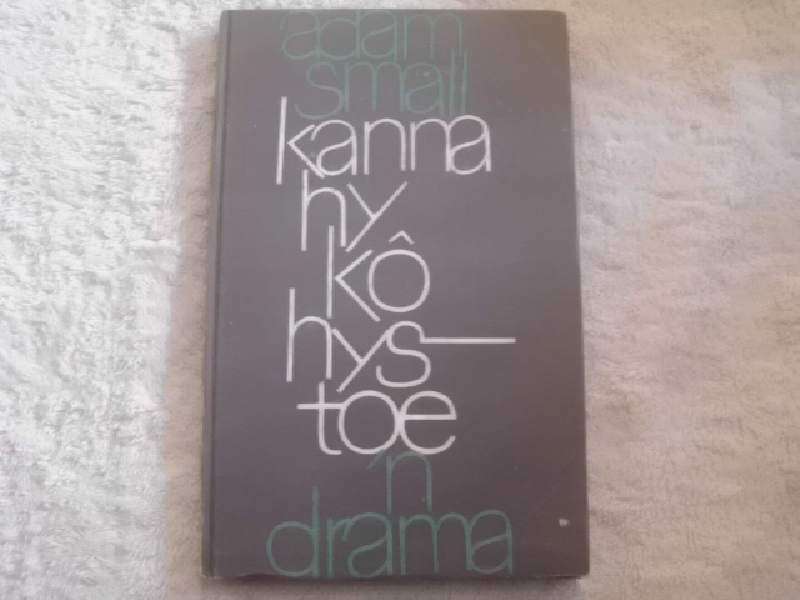 adam
small
kanna
hy
kô
hys—
toe
'n
drama